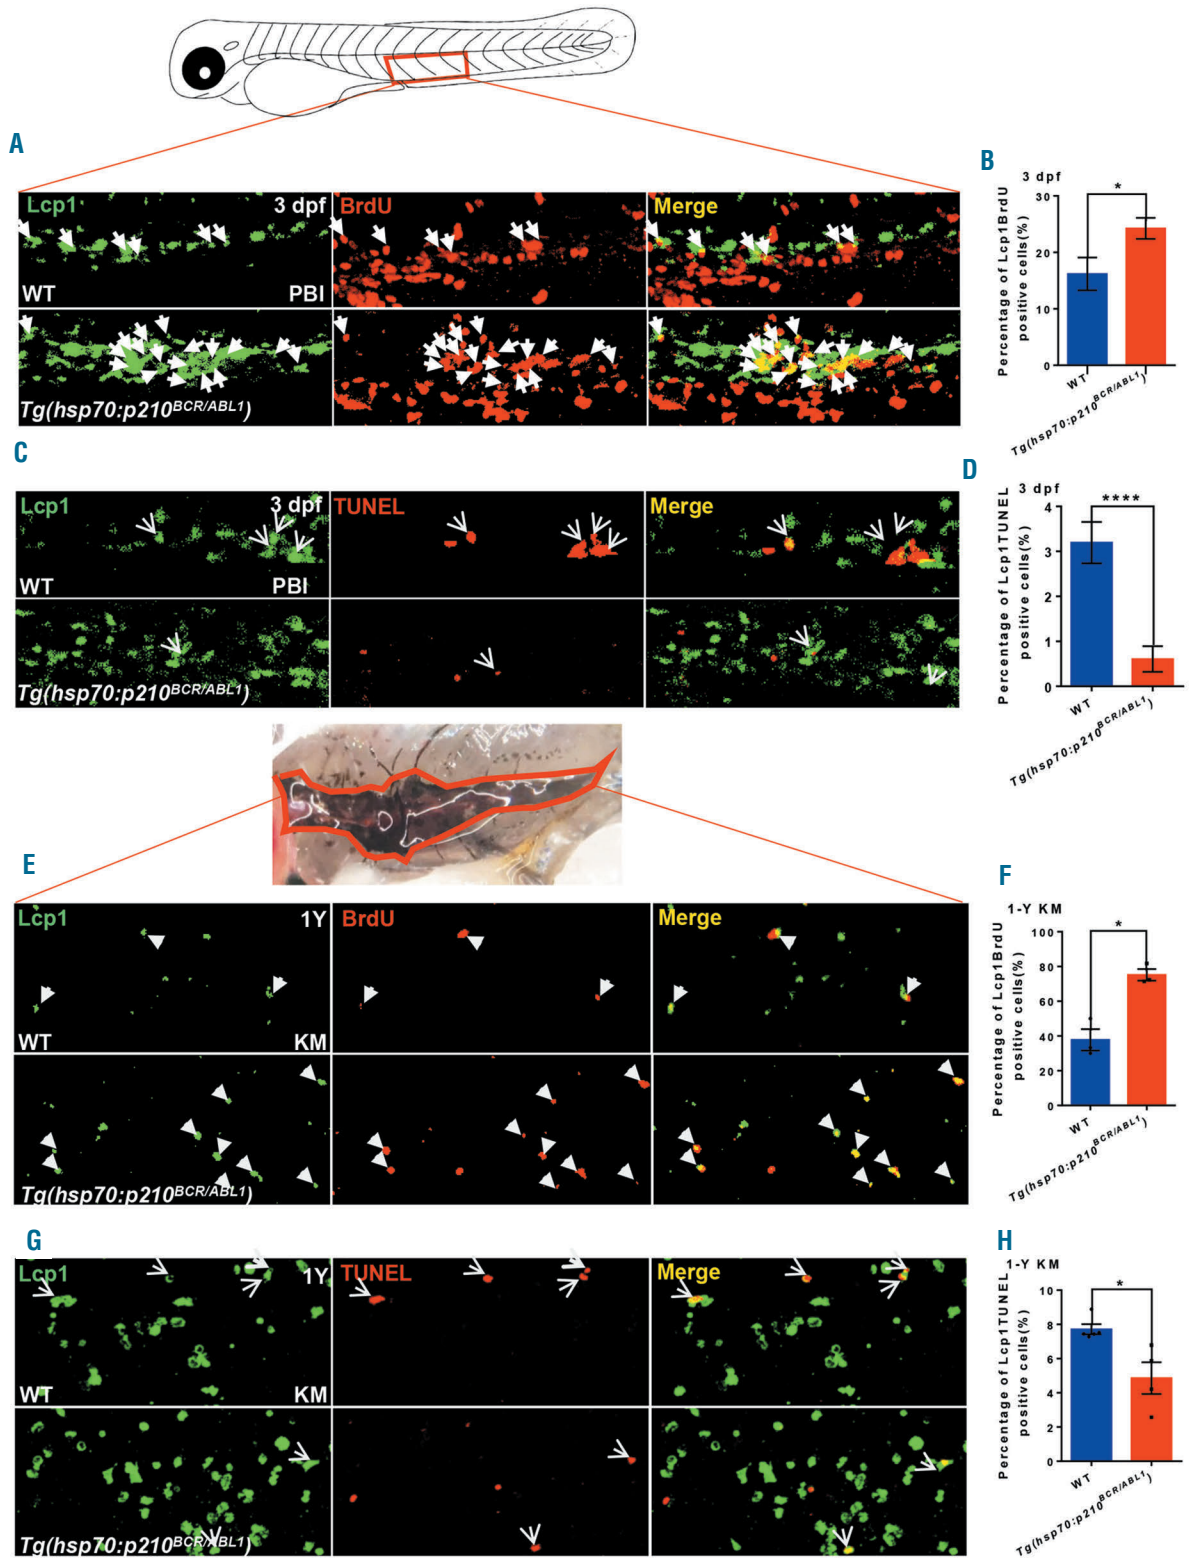 A
Lcp1
3 dpf
BrdU
Merge
WT
PBI
Tg(hsp70:p210BCR/ABL1)
B
3 dpf
*
Percentage of Lcp1BrdU
positive cells(%)
30
20
10
0
WT
Tg(hsp70:p210BCR/ABL1)
C
Lcp1
3 dpf
TUNEL
Merge
WT
PBI
Tg(hsp70:p210BCR/ABL1)
D
3 dpf
****
Percentage of Lcp1TUNEL
positive cells(%)
4
3
2
1
0
WT
Tg(hsp70:p210BCR/ABL1)
E
Lcp1
1Y
BrdU
Merge
WT
KM
Tg(hsp70:p210BCR/ABL1)
F
1-Y KM
*
Percentage of Lcp1BrdU
positive cells(%)
100
80
60
40
20
0
WT
Tg(hsp70:p210BCR/ABL1)
G
Lcp1
1Y
TUNEL
Merge
WT
KM
Tg(hsp70:p210BCR/ABL1)
H
1-Y KM
*
Percentage of Lcp1TUNEL
positive cells(%)
10
8
6
4
2
0
WT
Tg(hsp70:p210BCR/ABL1)